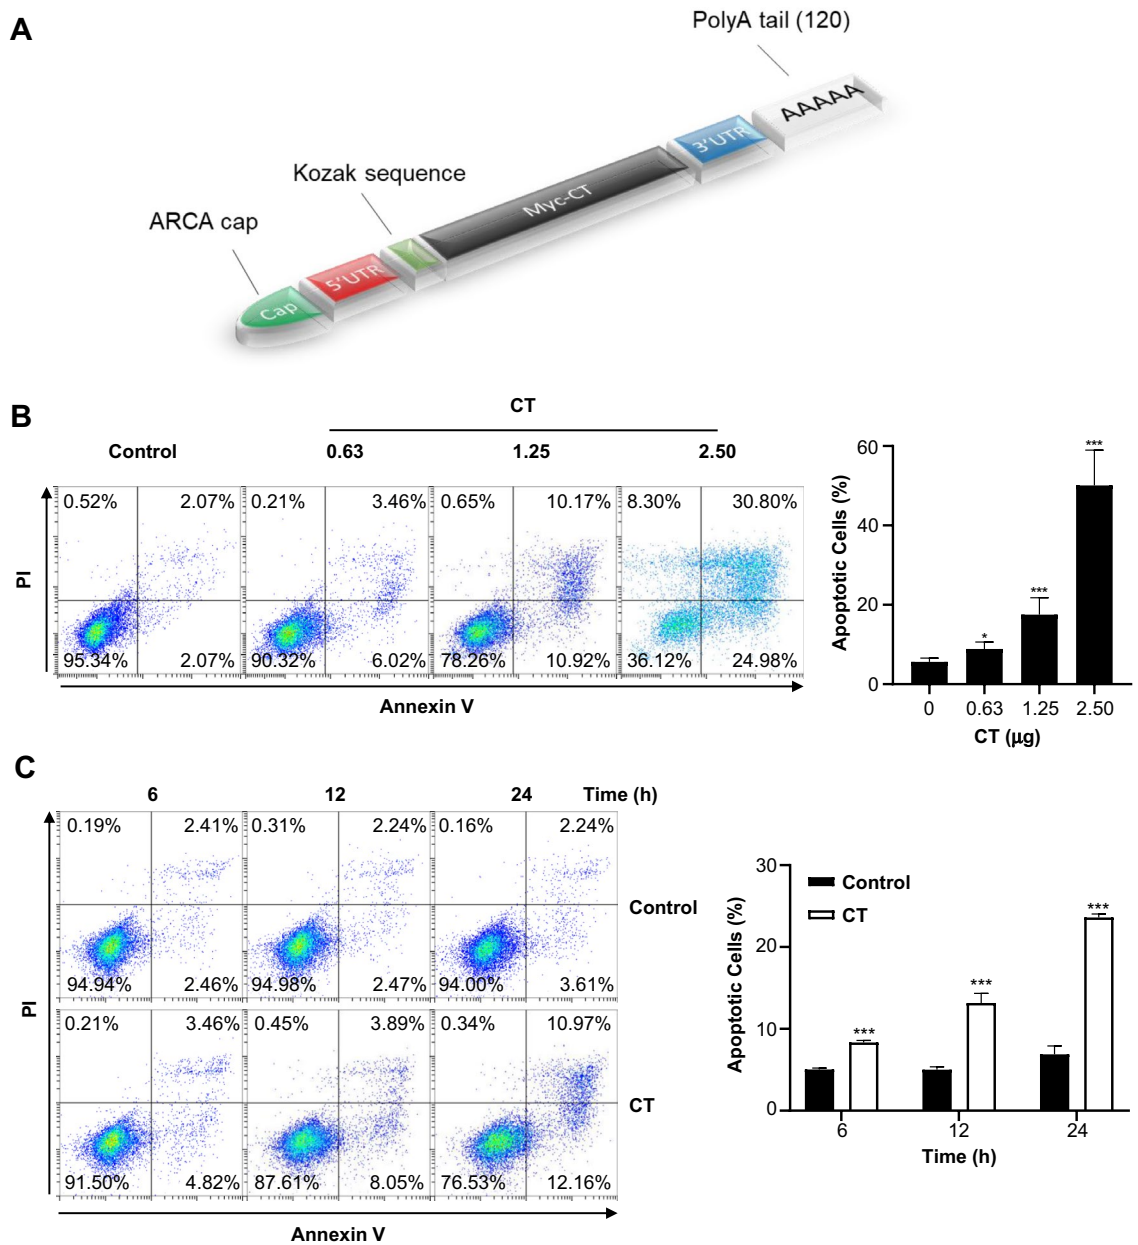 A
PolyA tail (120)
AAAAA
3'UTR
Kozak sequence
Myc-CT
ARCA cap
5'UTR
Cap
B
CT
Control 0.63 1.25 2.50
0.52% 2.07% 0.21% 3.46% 0.65% 10.17% 8.30% 30.80%
PI
95.34% 2.07% 90.32% 6.02% 78.26% 10.92% 36.12% 24.98%
Annexin V
60
40
20
0
Apoptotic Cells (%)
*
***
***
0 0.63 1.25 2.50
CT (μg)
C
6 12 24 Time (h)
0.19% 2.41% 0.31% 2.24% 0.16% 2.24%
Control
94.94% 2.46% 94.98% 2.47% 94.00% 3.61%
PI
0.21% 3.46% 0.45% 3.89% 0.34% 10.97%
CT
91.50% 4.82% 87.61% 8.05% 76.53% 12.16%
Annexin V
30
20
10
0
Apoptotic Cells (%)
Control
CT
***
***
***
6 12 24
Time (h)